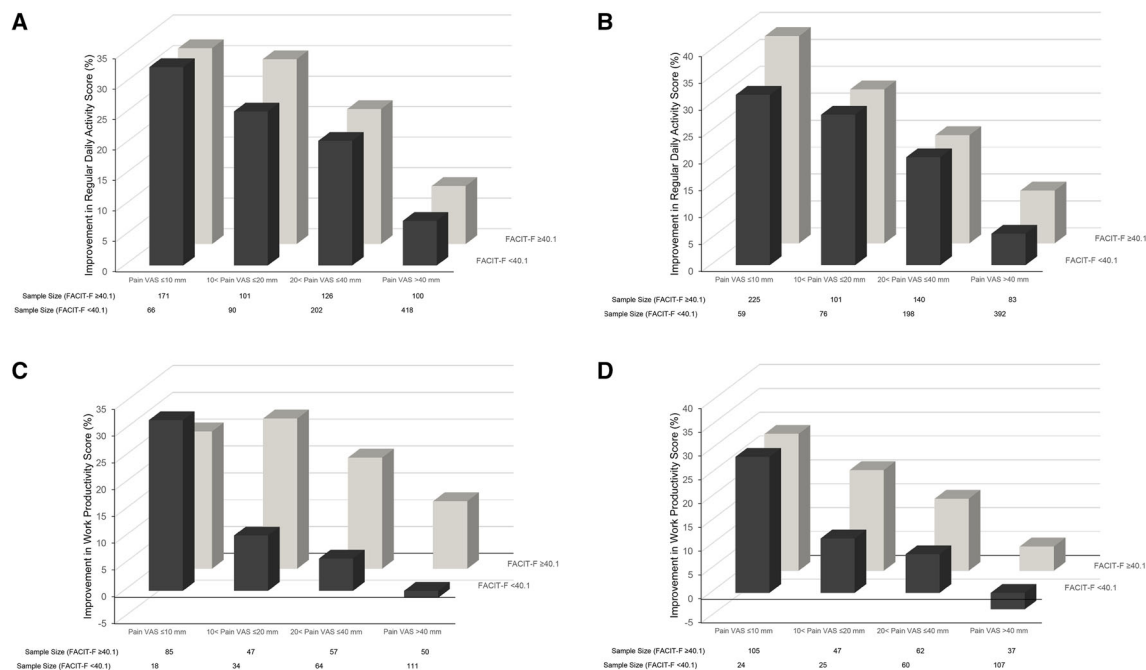 A
Improvement in Regular Daily Activity Score (%)
35
30
25
20
15
10
5
0
FACIT-F ≥40.1
FACIT-F <40.1
Pain VAS ≤10 mm 10< Pain VAS ≤20 mm 20< Pain VAS ≤40 mm Pain VAS >40 mm
Sample Size (FACIT-F ≥40.1) 171 101 126 100
Sample Size (FACIT-F <40.1) 66 90 202 418
B
Improvement in Regular Daily Activity Score (%)
40
35
30
25
20
15
10
5
0
FACIT-F ≥40.1
FACIT-F <40.1
Pain VAS ≤10 mm 10< Pain VAS ≤20 mm 20< Pain VAS ≤40 mm Pain VAS >40 mm
Sample Size (FACIT-F ≥40.1) 225 101 140 83
Sample Size (FACIT-F <40.1) 59 76 198 392
C
Improvement in Work Productivity Score (%)
35
30
25
20
15
10
5
0
-5
FACIT-F ≥40.1
FACIT-F <40.1
Pain VAS ≤10 mm 10< Pain VAS ≤20 mm 20< Pain VAS ≤40 mm Pain VAS >40 mm
Sample Size (FACIT-F ≥40.1) 85 47 57 50
Sample Size (FACIT-F <40.1) 18 34 64 111
D
Improvement in Work Productivity Score (%)
40
35
30
25
20
15
10
5
0
-5
FACIT-F ≥40.1
FACIT-F <40.1
Pain VAS ≤10 mm 10< Pain VAS ≤20 mm 20< Pain VAS ≤40 mm Pain VAS >40 mm
Sample Size (FACIT-F ≥40.1) 105 47 62 37
Sample Size (FACIT-F <40.1) 24 25 60 107